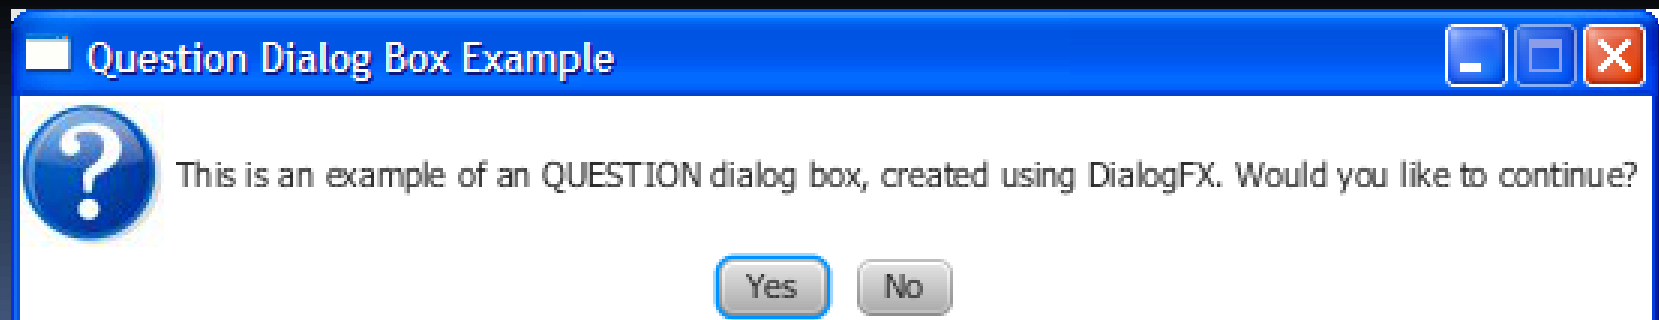 Question Dialog Box Example
This is an example of an QUESTION dialog box, created using DialogFX. Would you like to continue?
Yes No